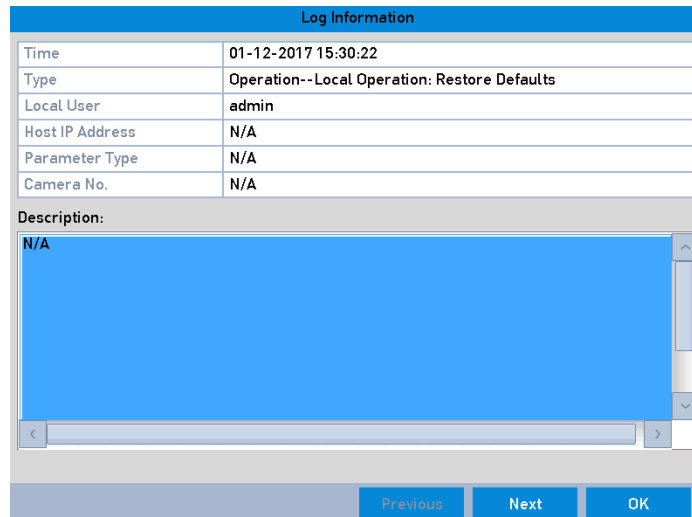 Log Information
Time 01-12-2017 15:30:22
Type Operation--Local Operation: Restore Defaults
Local User admin
Host IP Address N/A
Parameter Type N/A
Camera No. N/A
Description:
N/A
Previous Next OK